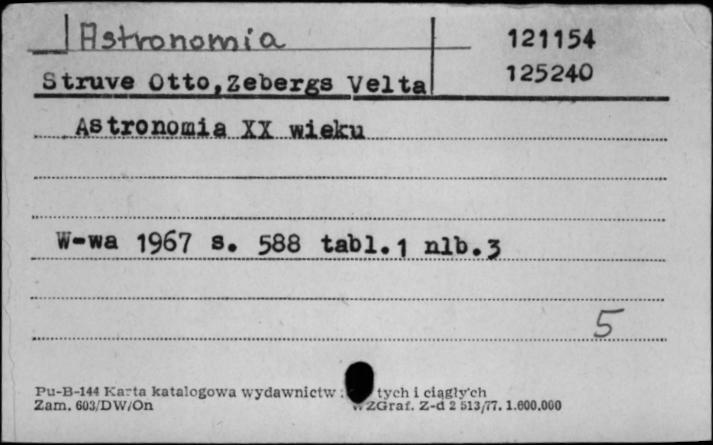 Astronomia
121154
Struve Otto,Zebergs Velta
125240
Astronomia XX wieku
W-wa 1967 s. 588 tabl.1 nlb.3
5
Pu-B-144 Karta katalogowa wydawnictw tych i ciągłych
Zam. 603/DW/On ZGraf. Z-d 2 513/77. 1.600.000